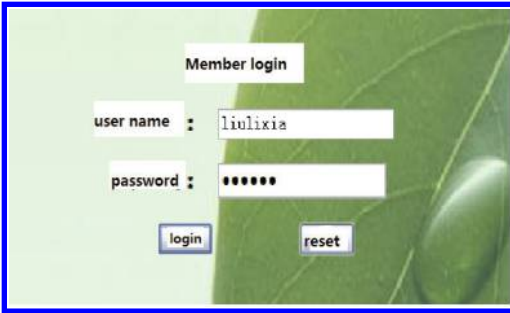 Member login
user name : liulixia
password : ••••••
login reset